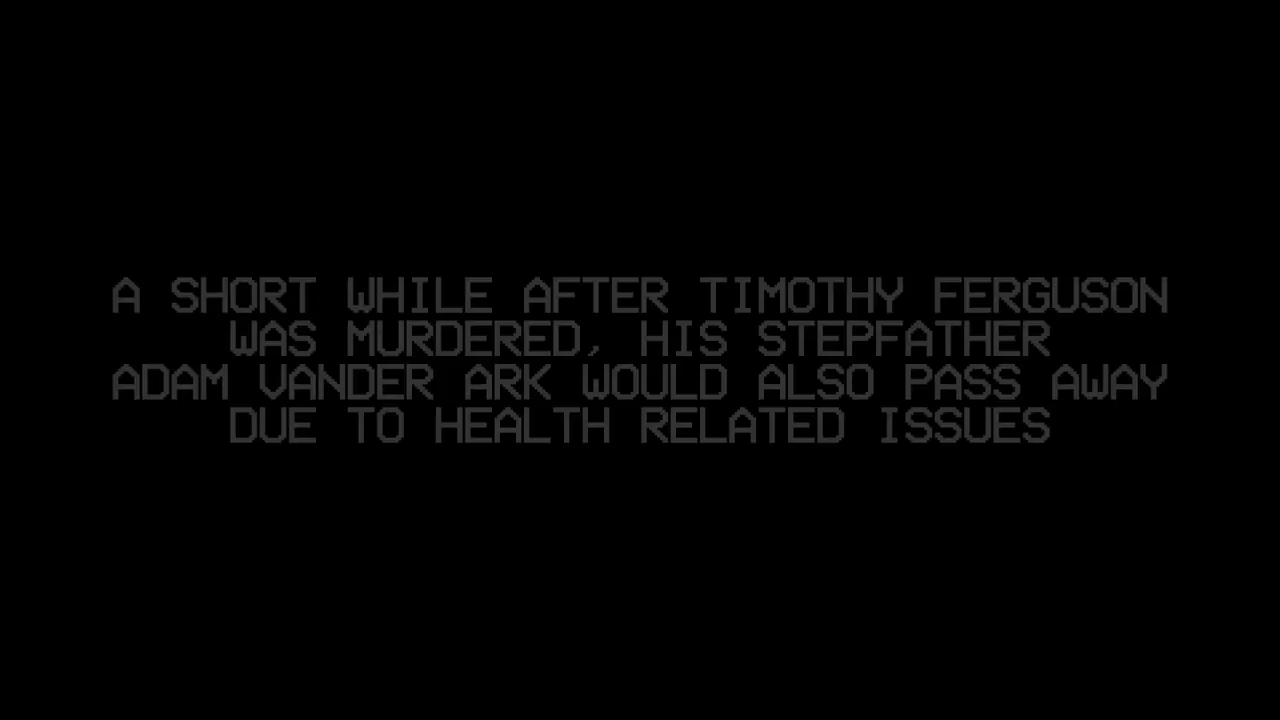 A SHORT WHILE AFTER TIMOTHY FERGUSON
WAS MURDERED, HIS STEPFATHER
ADAM VANDER ARK WOULD ALSO PASS AWAY
DUE TO HEALTH RELATED ISSUES